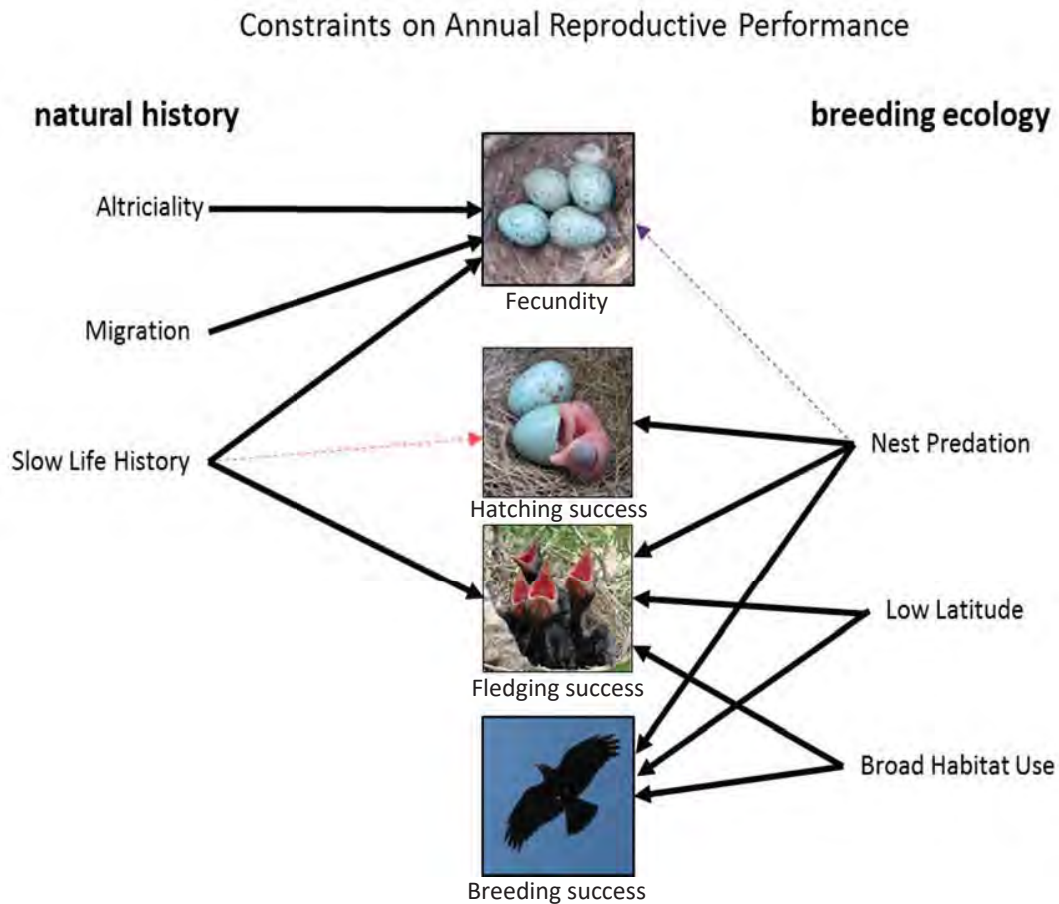 Constraints on Annual Reproductive Performance
natural history
breeding ecology
Altriciality
Fecundity
Migration
Slow Life History
Nest Predation
Hatching success
Low Latitude
Fledging success
Broad Habitat Use
Breeding success